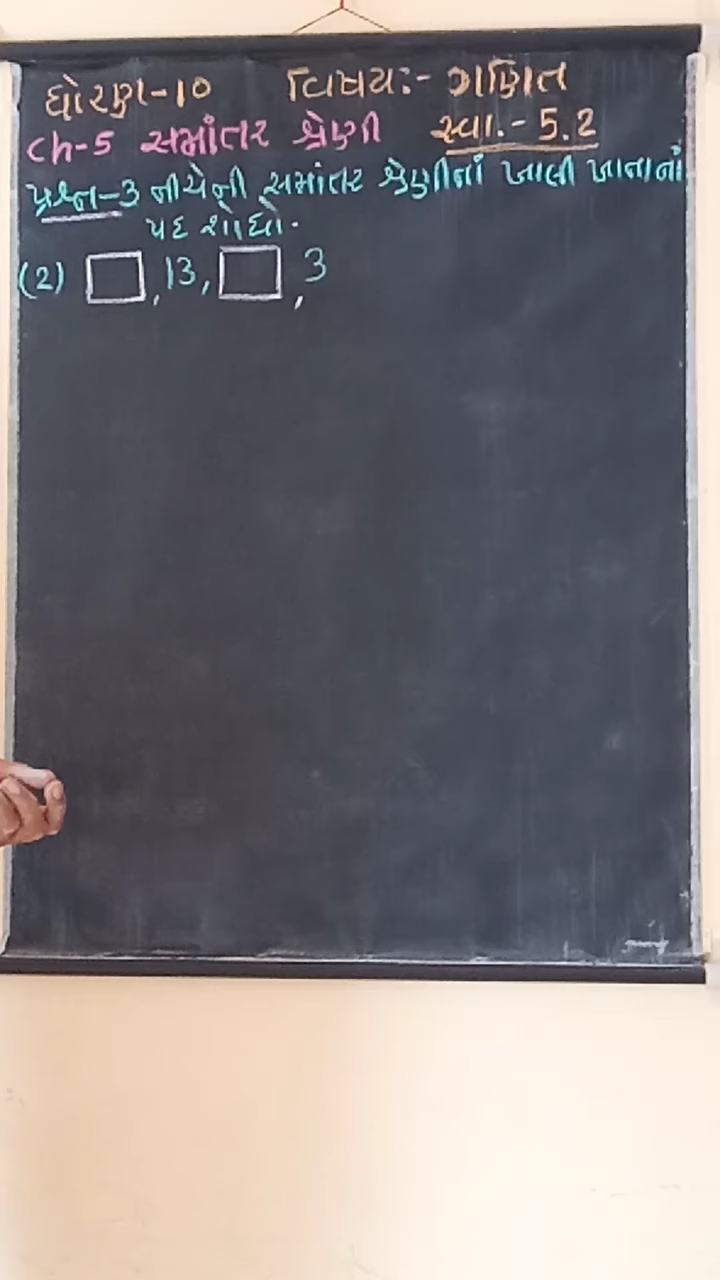 ધોરણ-10 વિષય:- ગણિત
Ch-5 સમાંતર શ્રેણી સ્વા.- 5.2
પ્રશ્ન-3 નીચેની સમાંતર શ્રેણીનાં ખાલી ખાનાનાં
પદ શોધો.
(2) □, 13, □, 3